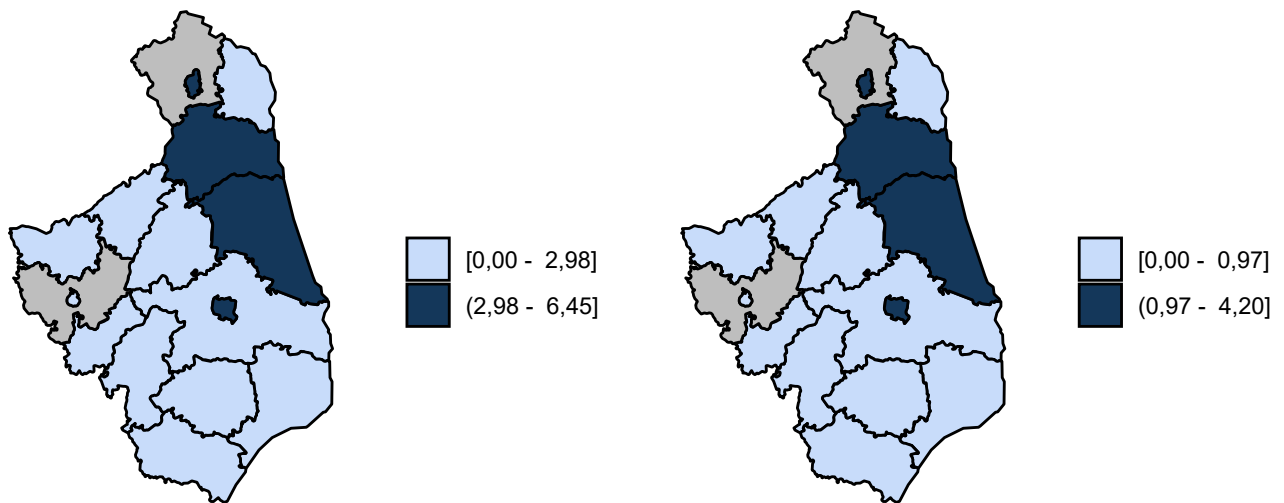 [0,00 -  2,98]
(2,98 -  6,45]
[0,00 -  0,97]
(0,97 -  4,20]